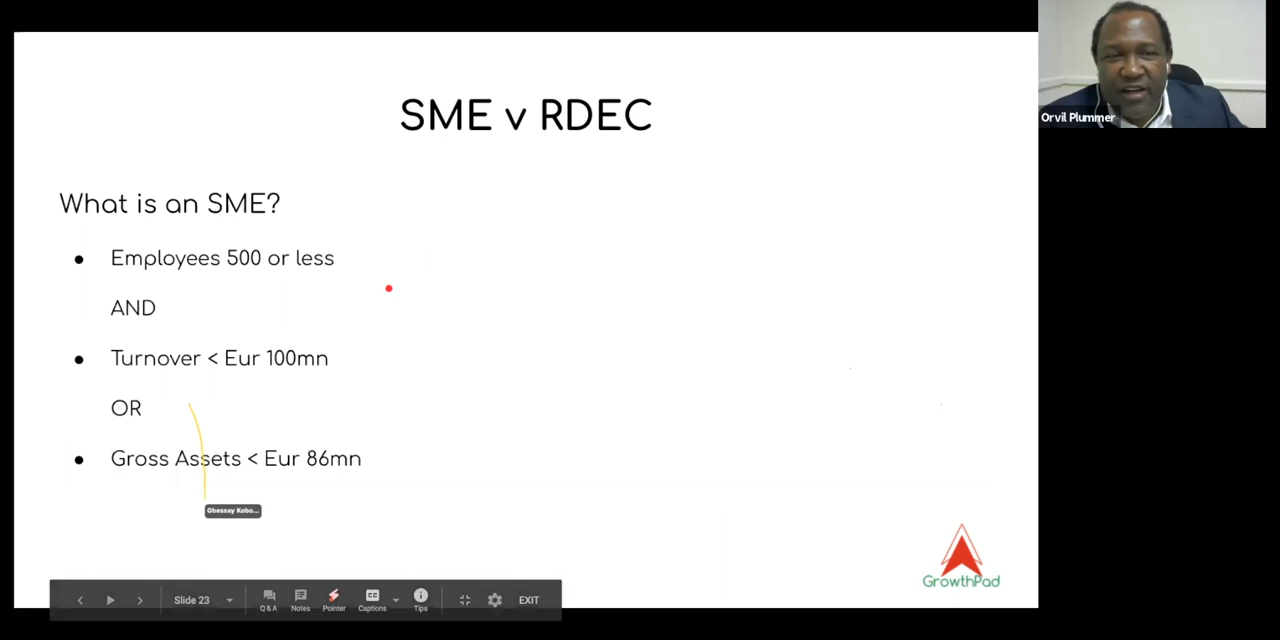 SME v RDEC
Orvil Plummer
What is an SME?
● Employees 500 or less
AND
● Turnover < Eur 100mn
OR
● Gross Assets < Eur 86mn
Gbessay Kobo...
GrowthPad
Slide 23
Q & A
Notes
Pointer
Captions
Tips
EXIT